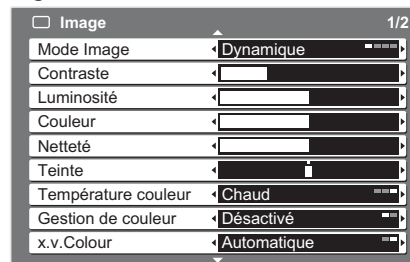 Image 1/2
Mode Image Dynamique
Contraste
Luminosité
Couleur
Netteté
Teinte
Température couleur Chaud
Gestion de couleur Désactivé
x.v.Colour Automatique